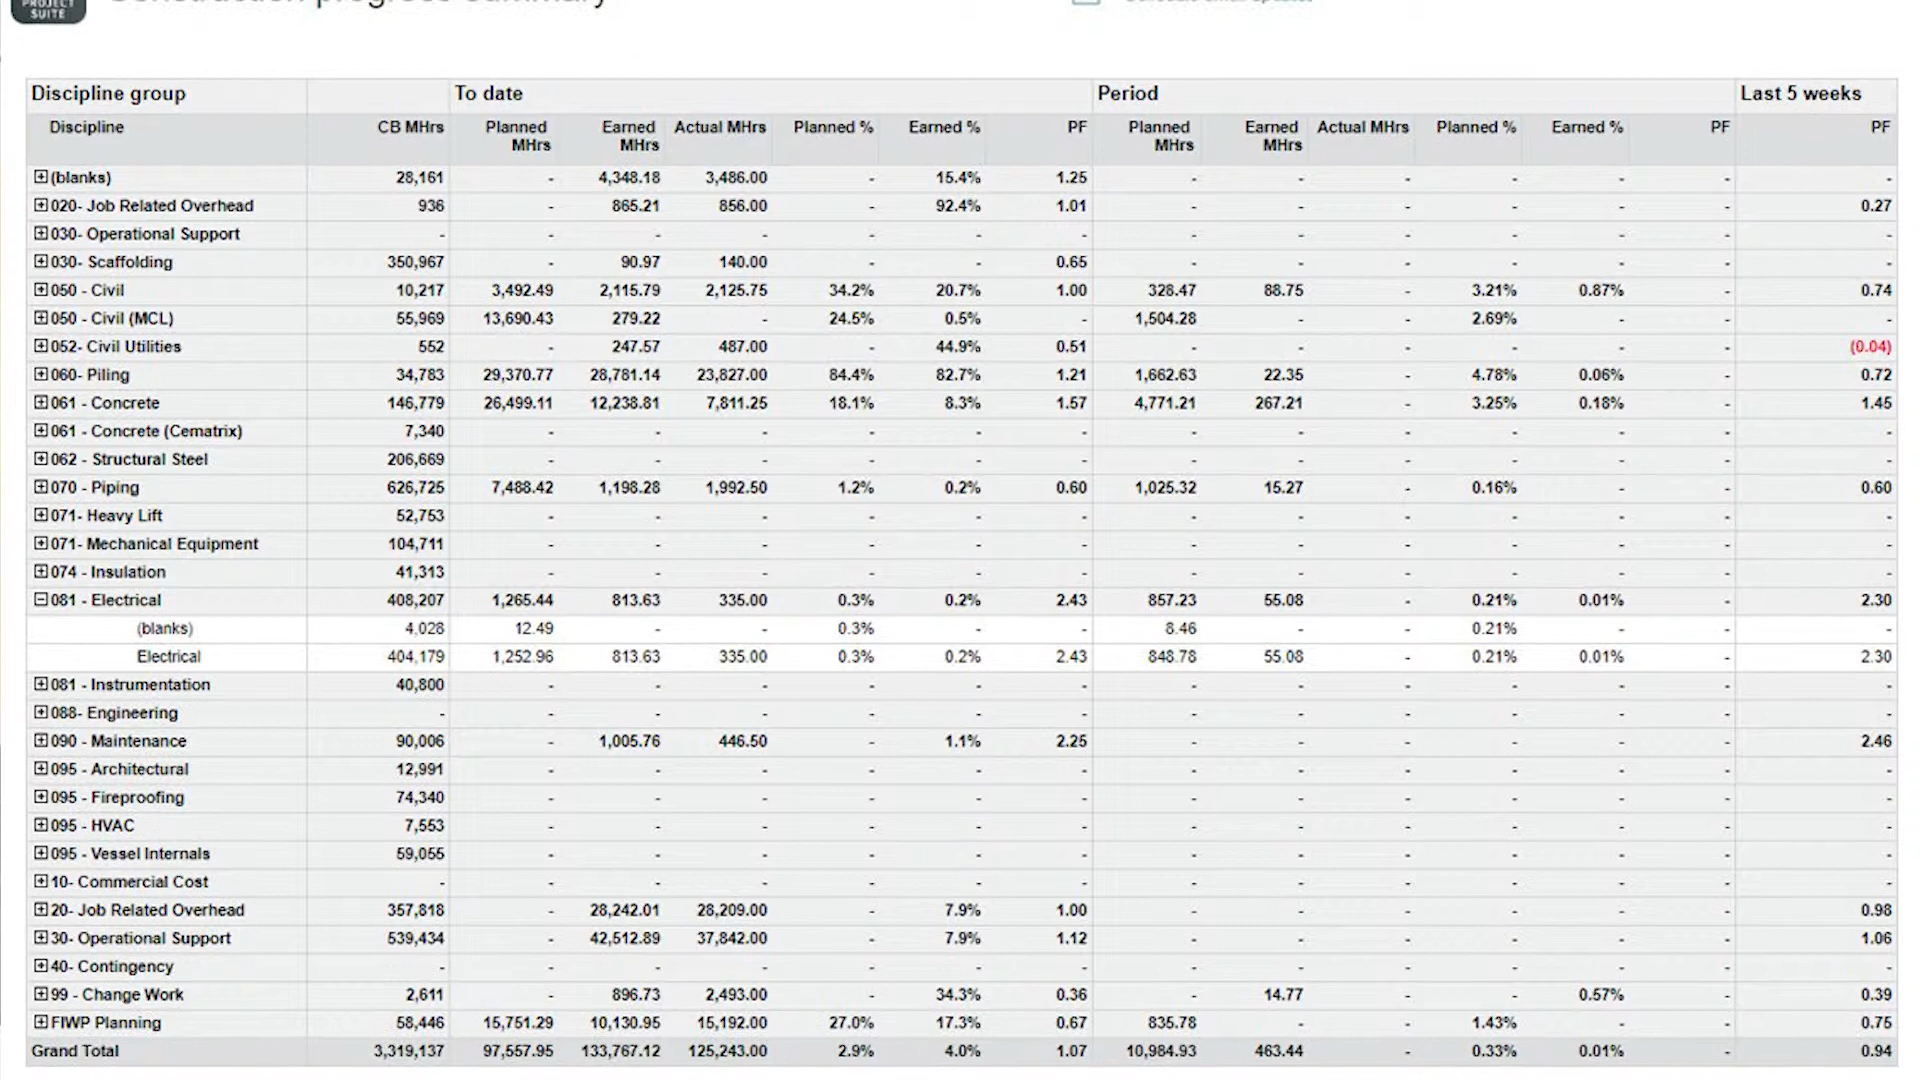 PROJECT
SUITE
Construction progress summary
Discipline group To date Period Last 5 weeks
Discipline CB MHrs Planned MHrs Earned MHrs Actual MHrs Planned % Earned % PF Planned MHrs Earned MHrs Actual MHrs Planned % Earned % PF PF
(blanks) 28,161 - 4,348.18 3,486.00 - 15.4% 1.25 - - - - - - -
020- Job Related Overhead 936 - 865.21 856.00 - 92.4% 1.01 - - - - - - 0.27
030- Operational Support - - - - - - - - - - - - - -
030- Scaffolding 350,967 - 90.97 140.00 - - 0.65 - - - - - - -
050 - Civil 10,217 3,492.49 2,115.79 2,125.75 34.2% 20.7% 1.00 328.47 88.75 - 3.21% 0.87% - 0.74
050 - Civil (MCL) 55,969 13,690.43 279.22 - 24.5% 0.5% - 1,504.28 - - 2.69% - - -
052- Civil Utilities 552 - 247.57 487.00 - 44.9% 0.51 - - - - - - (0.04)
060- Piling 34,783 29,370.77 28,781.14 23,827.00 84.4% 82.7% 1.21 1,662.63 22.35 - 4.78% 0.06% - 0.72
061 - Concrete 146,779 26,499.11 12,238.81 7,811.25 18.1% 8.3% 1.57 4,771.21 267.21 - 3.25% 0.18% - 1.45
061 - Concrete (Cematrix) 7,340 - - - - - - - - - - - - -
062 - Structural Steel 206,669 - - - - - - - - - - - - -
070 - Piping 626,725 7,488.42 1,198.28 1,992.50 1.2% 0.2% 0.60 1,025.32 15.27 - 0.16% - - 0.60
071- Heavy Lift 52,753 - - - - - - - - - - - - -
071- Mechanical Equipment 104,711 - - - - - - - - - - - - -
074 - Insulation 41,313 - - - - - - - - - - - - -
081 - Electrical 408,207 1,265.44 813.63 335.00 0.3% 0.2% 2.43 857.23 55.08 - 0.21% 0.01% - 2.30
(blanks) 4,028 12.49 - - 0.3% - - 8.46 - - 0.21% - - -
Electrical 404,179 1,252.96 813.63 335.00 0.3% 0.2% 2.43 848.78 55.08 - 0.21% 0.01% - 2.30
081 - Instrumentation 40,800 - - - - - - - - - - - - -
088- Engineering - - - - - - - - - - - - - -
090 - Maintenance 90,006 - 1,005.76 446.50 - 1.1% 2.25 - - - - - - 2.46
095 - Architectural 12,991 - - - - - - - - - - - - -
095 - Fireproofing 74,340 - - - - - - - - - - - - -
095 - HVAC 7,553 - - - - - - - - - - - - -
095 - Vessel Internals 59,055 - - - - - - - - - - - - -
10- Commercial Cost - - - - - - - - - - - - - -
20- Job Related Overhead 357,818 - 28,242.01 28,209.00 - 7.9% 1.00 - - - - - - 0.98
30- Operational Support 539,434 - 42,512.89 37,842.00 - 7.9% 1.12 - - - - - - 1.06
40- Contingency - - - - - - - - - - - - - -
99 - Change Work 2,611 - 896.73 2,493.00 - 34.3% 0.36 - 14.77 - - 0.57% - 0.39
FIWP Planning 58,446 15,751.29 10,130.95 15,192.00 27.0% 17.3% 0.67 835.78 - - 1.43% - - 0.75
Grand Total 3,319,137 97,557.95 133,767.12 125,243.00 2.9% 4.0% 1.07 10,984.93 463.44 - 0.33% 0.01% - 0.94